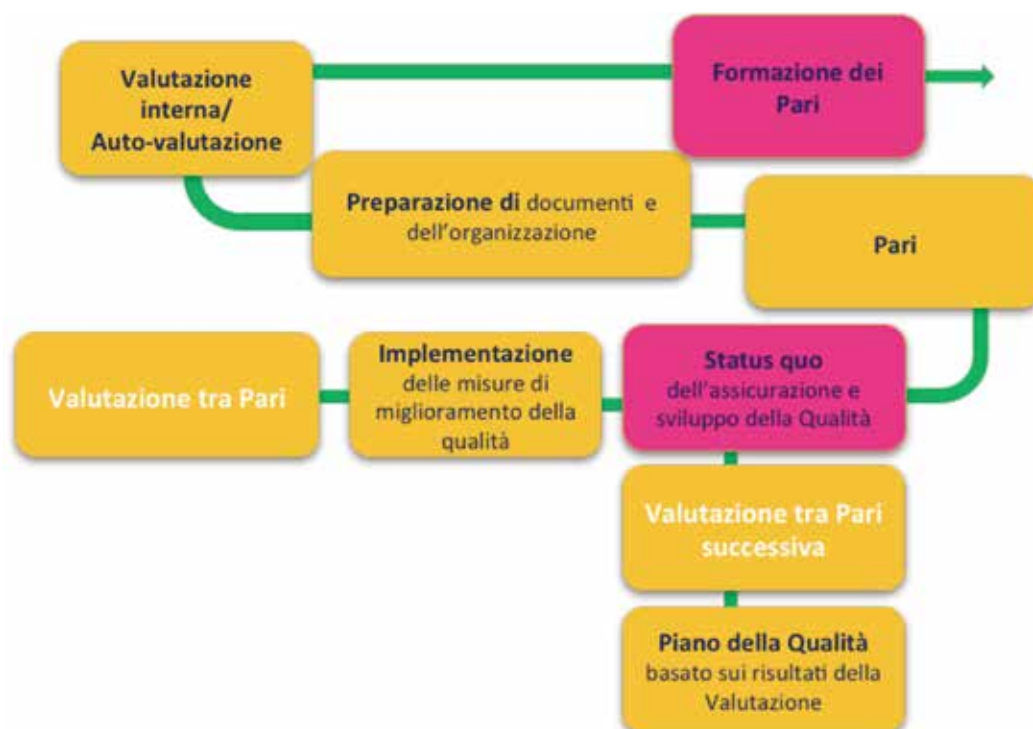 Valutazione
interna/
Auto-valutazione
Formazione dei
Pari
Preparazione di documenti e
dell'organizzazione
Pari
Valutazione tra Pari
Implementazione
delle misure di
miglioramento della
qualità
Status quo
dell'assicurazione e
sviluppo della Qualità
Valutazione tra Pari
successiva
Piano della Qualità
basato sui risultati della
Valutazione